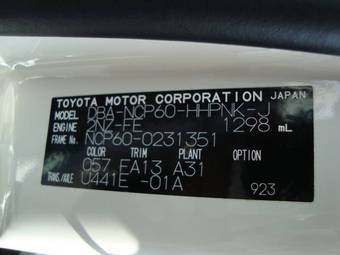 TOYOTA MOTOR CORPORATION JAPAN
MODEL DBA-NCP60-HHPNK-J
ENGINE 2NZ-FE 1298 mL
FRAME No. NCP60-0231351
COLOR TRIM PLANT OPTION
057 FA13 A31
TRANS./AXLE U441E -01A
923